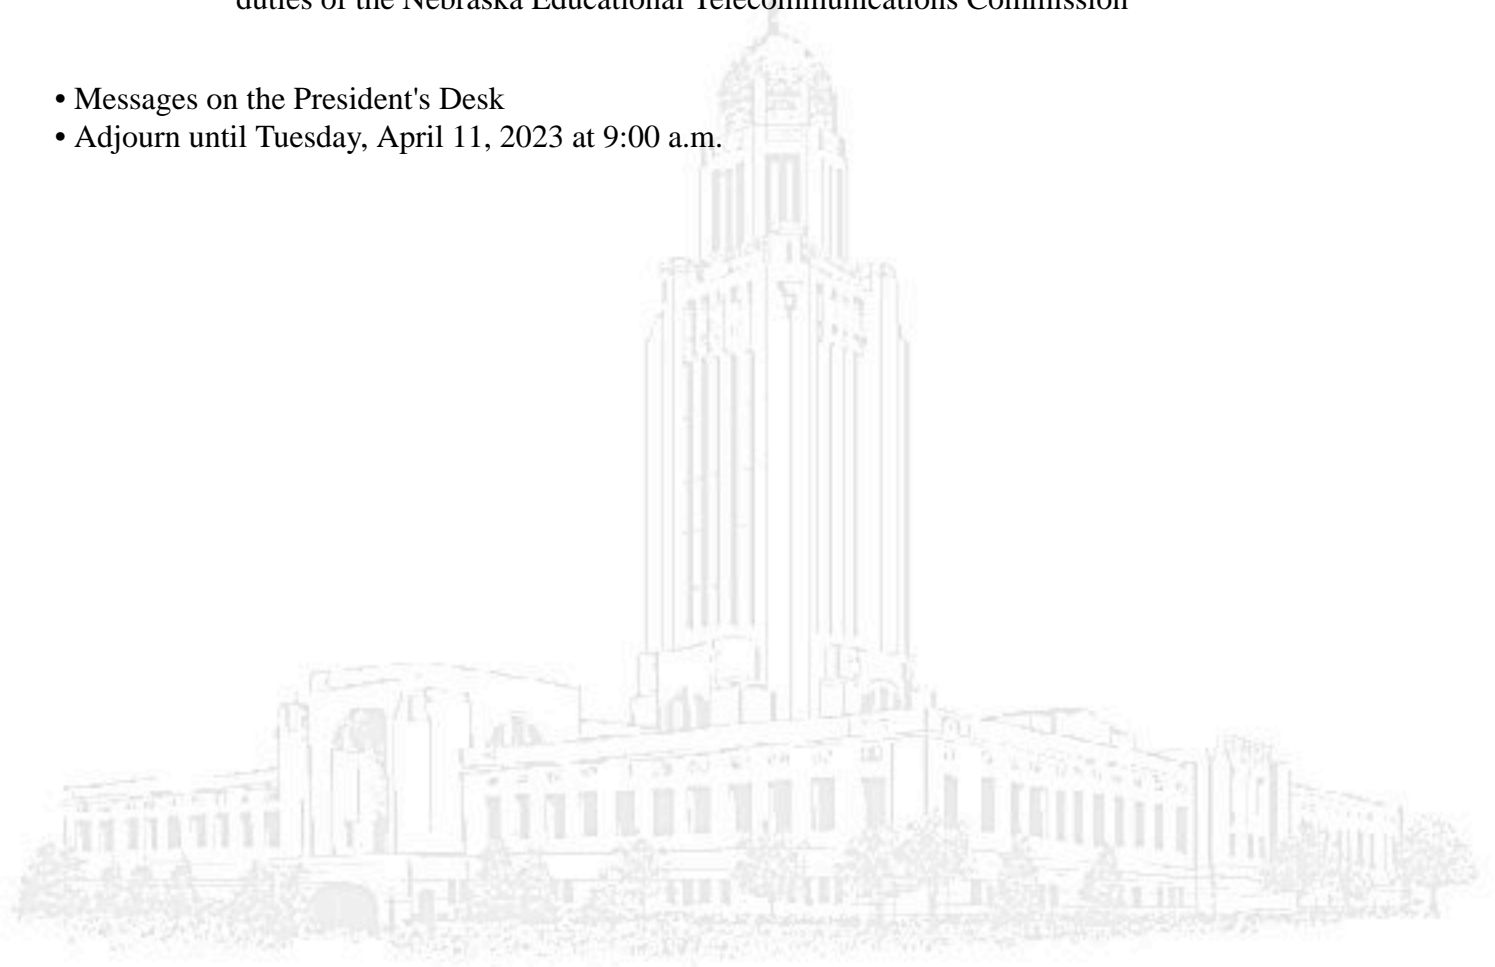 duties of the Nebraska Educational Telecommunications Commission
• Messages on the President's Desk
• Adjourn until Tuesday, April 11, 2023 at 9:00 a.m.